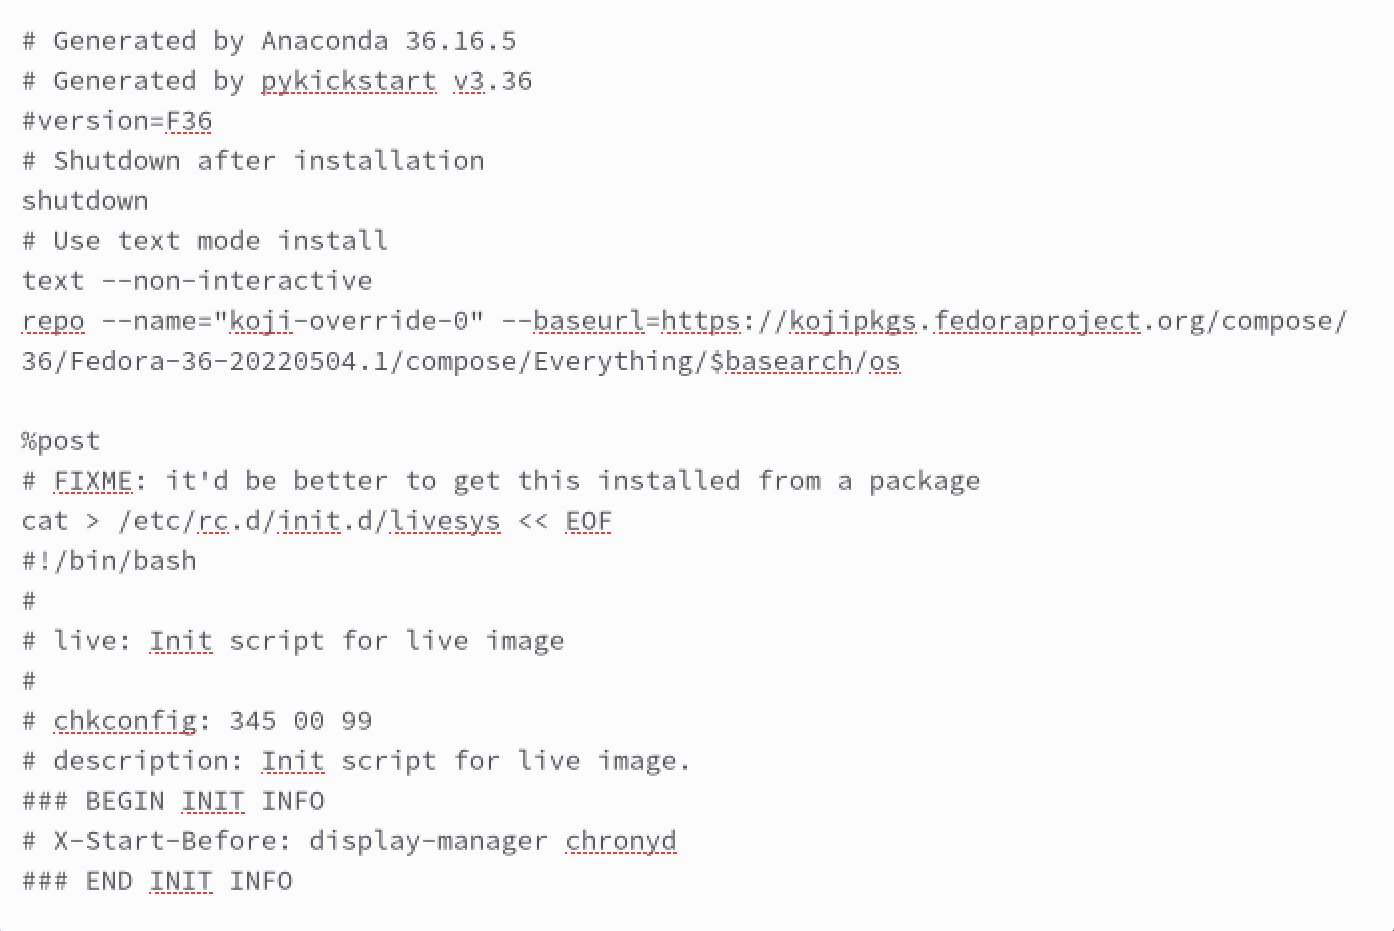 # Generated by Anaconda 36.16.5
# Generated by pykickstart v3.36
#version=F36
# Shutdown after installation
shutdown
# Use text mode install
text --non-interactive
repo --name="koji-override-0" --baseurl=https://kojipkgs.fedoraproject.org/compose/
36/Fedora-36-20220504.1/compose/Everything/$basearch/os

%post
# FIXME: it'd be better to get this installed from a package
cat > /etc/rc.d/init.d/livesys << EOF
#!/bin/bash
#
# live: Init script for live image
#
# chkconfig: 345 00 99
# description: Init script for live image.
### BEGIN INIT INFO
# X-Start-Before: display-manager chronyd
### END INIT INFO